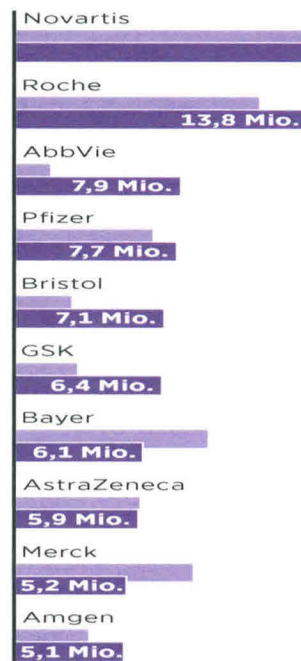 Novartis
Roche
13,8 Mio.
AbbVie
7,9 Mio.
Pfizer
7,7 Mio.
Bristol
7,1 Mio.
GSK
6,4 Mio.
Bayer
6,1 Mio.
AstraZeneca
5,9 Mio.
Merck
5,2 Mio.
Amgen
5,1 Mio.